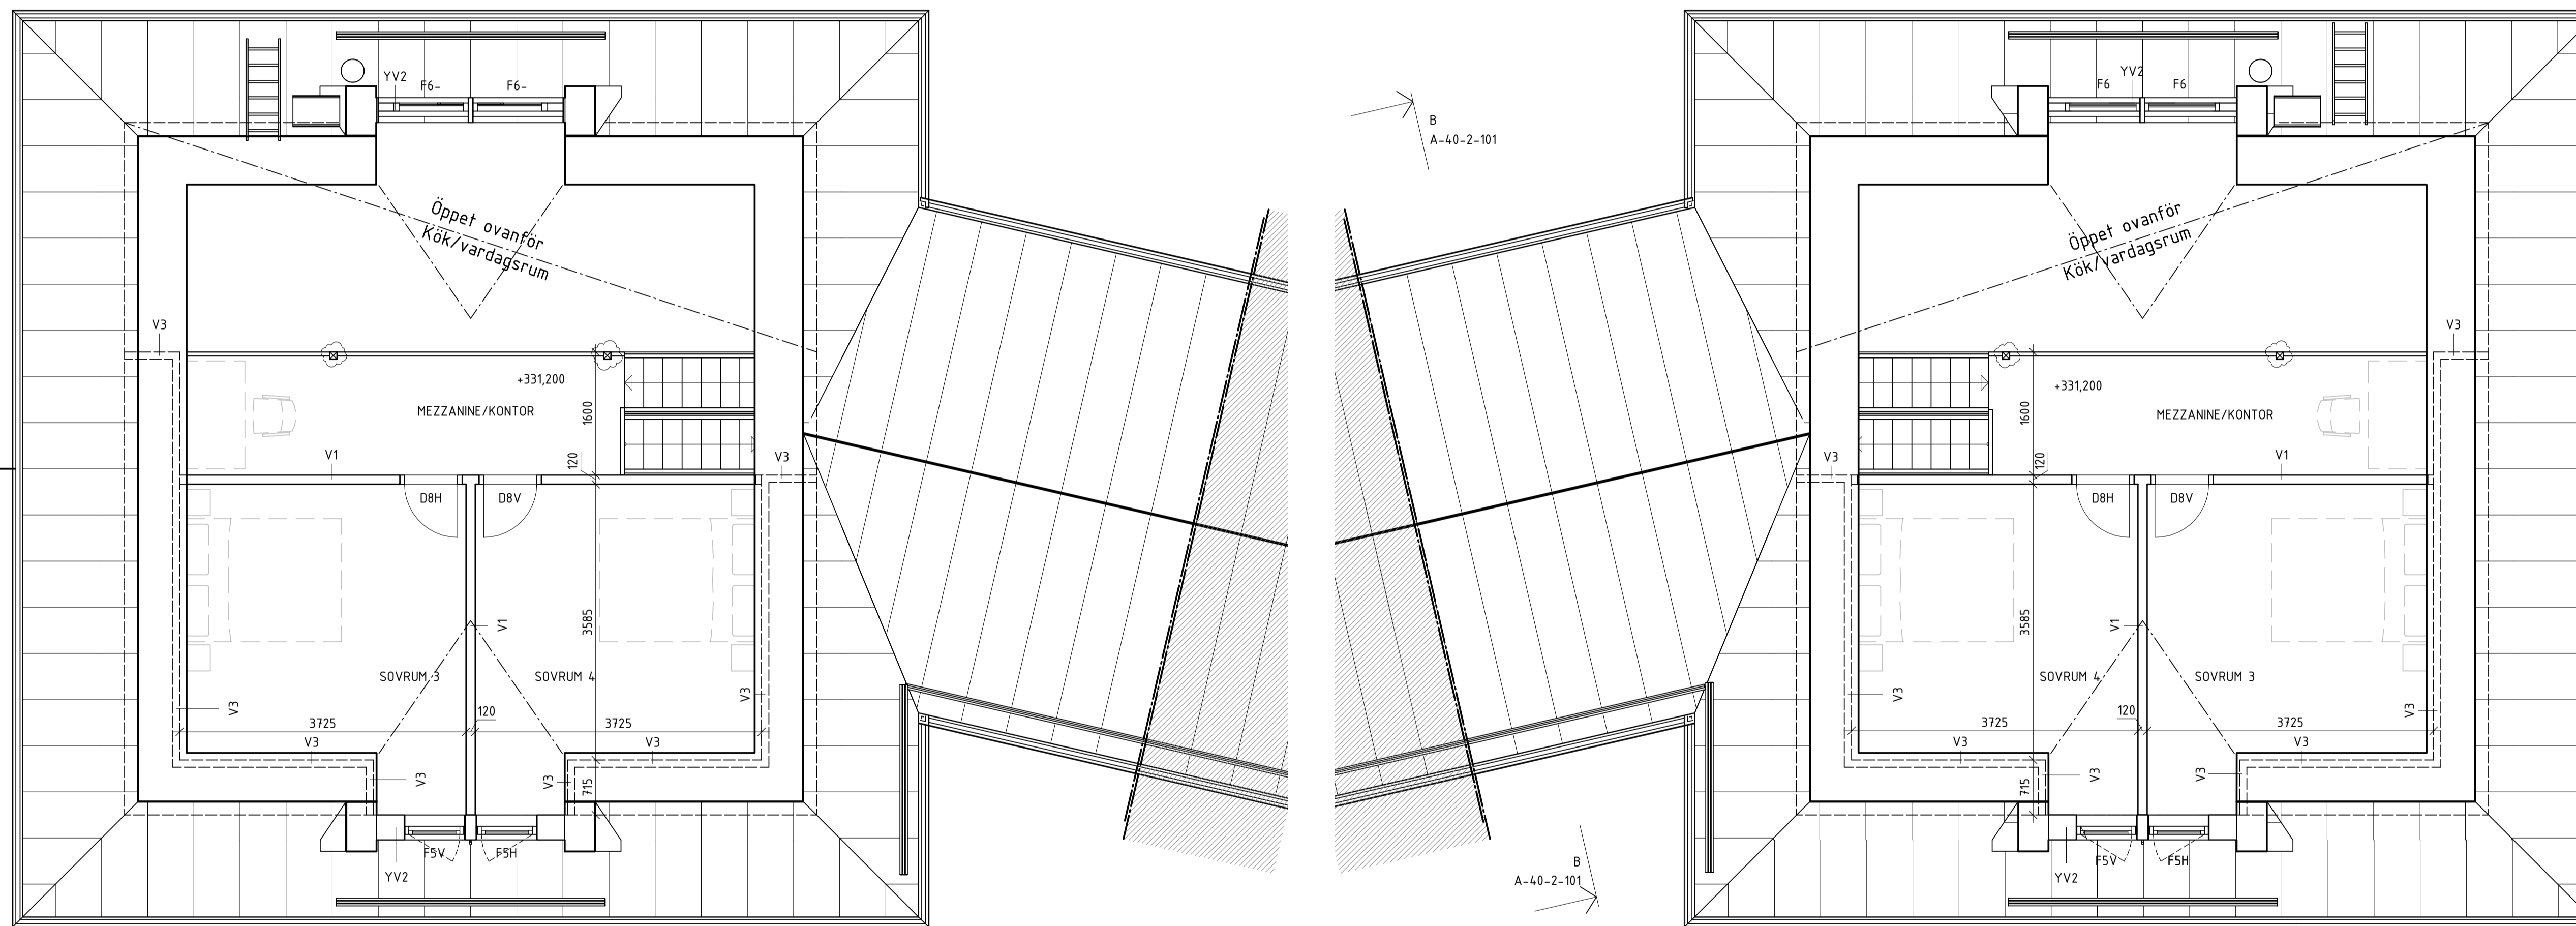 YV2
F6-
F6-
Öppet ovanför
Kök/vardagsrum
V3
+331,200
MEZZANINE/KONTOR
1600
V1
120
V3
D8H
D8V
3585
V1
SOVRUM 3
SOVRUM 4
V3
V3
3725
120
3725
V3
V3
V3
V3
715
F5V
F5H
YV2
B
A-40-2-101
B
A-40-2-101
F6
YV2
F6
Öppet ovanför
Kök/vardagsrum
V3
+331,200
MEZZANINE/KONTOR
1600
V3
120
V1
D8H
D8V
3585
V1
SOVRUM 4
SOVRUM 3
V3
V3
3725
120
3725
V3
V3
V3
V3
715
F5V
F5H
YV2